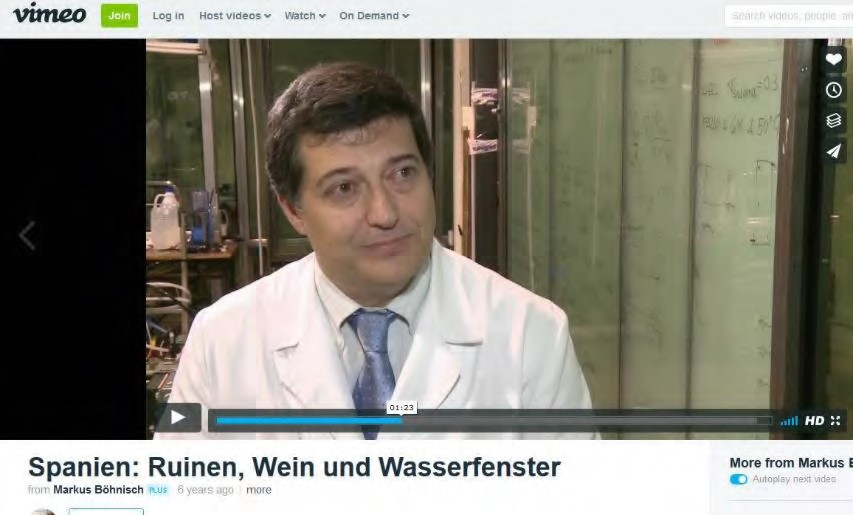 vimeo Join Log in Host videos Watch On Demand
Search videos, people, an
01:23
HD
Spanien: Ruinen, Wein und Wasserfenster
from Markus Böhnisch PLUS 6 years ago more
More from Markus B
Autoplay next video